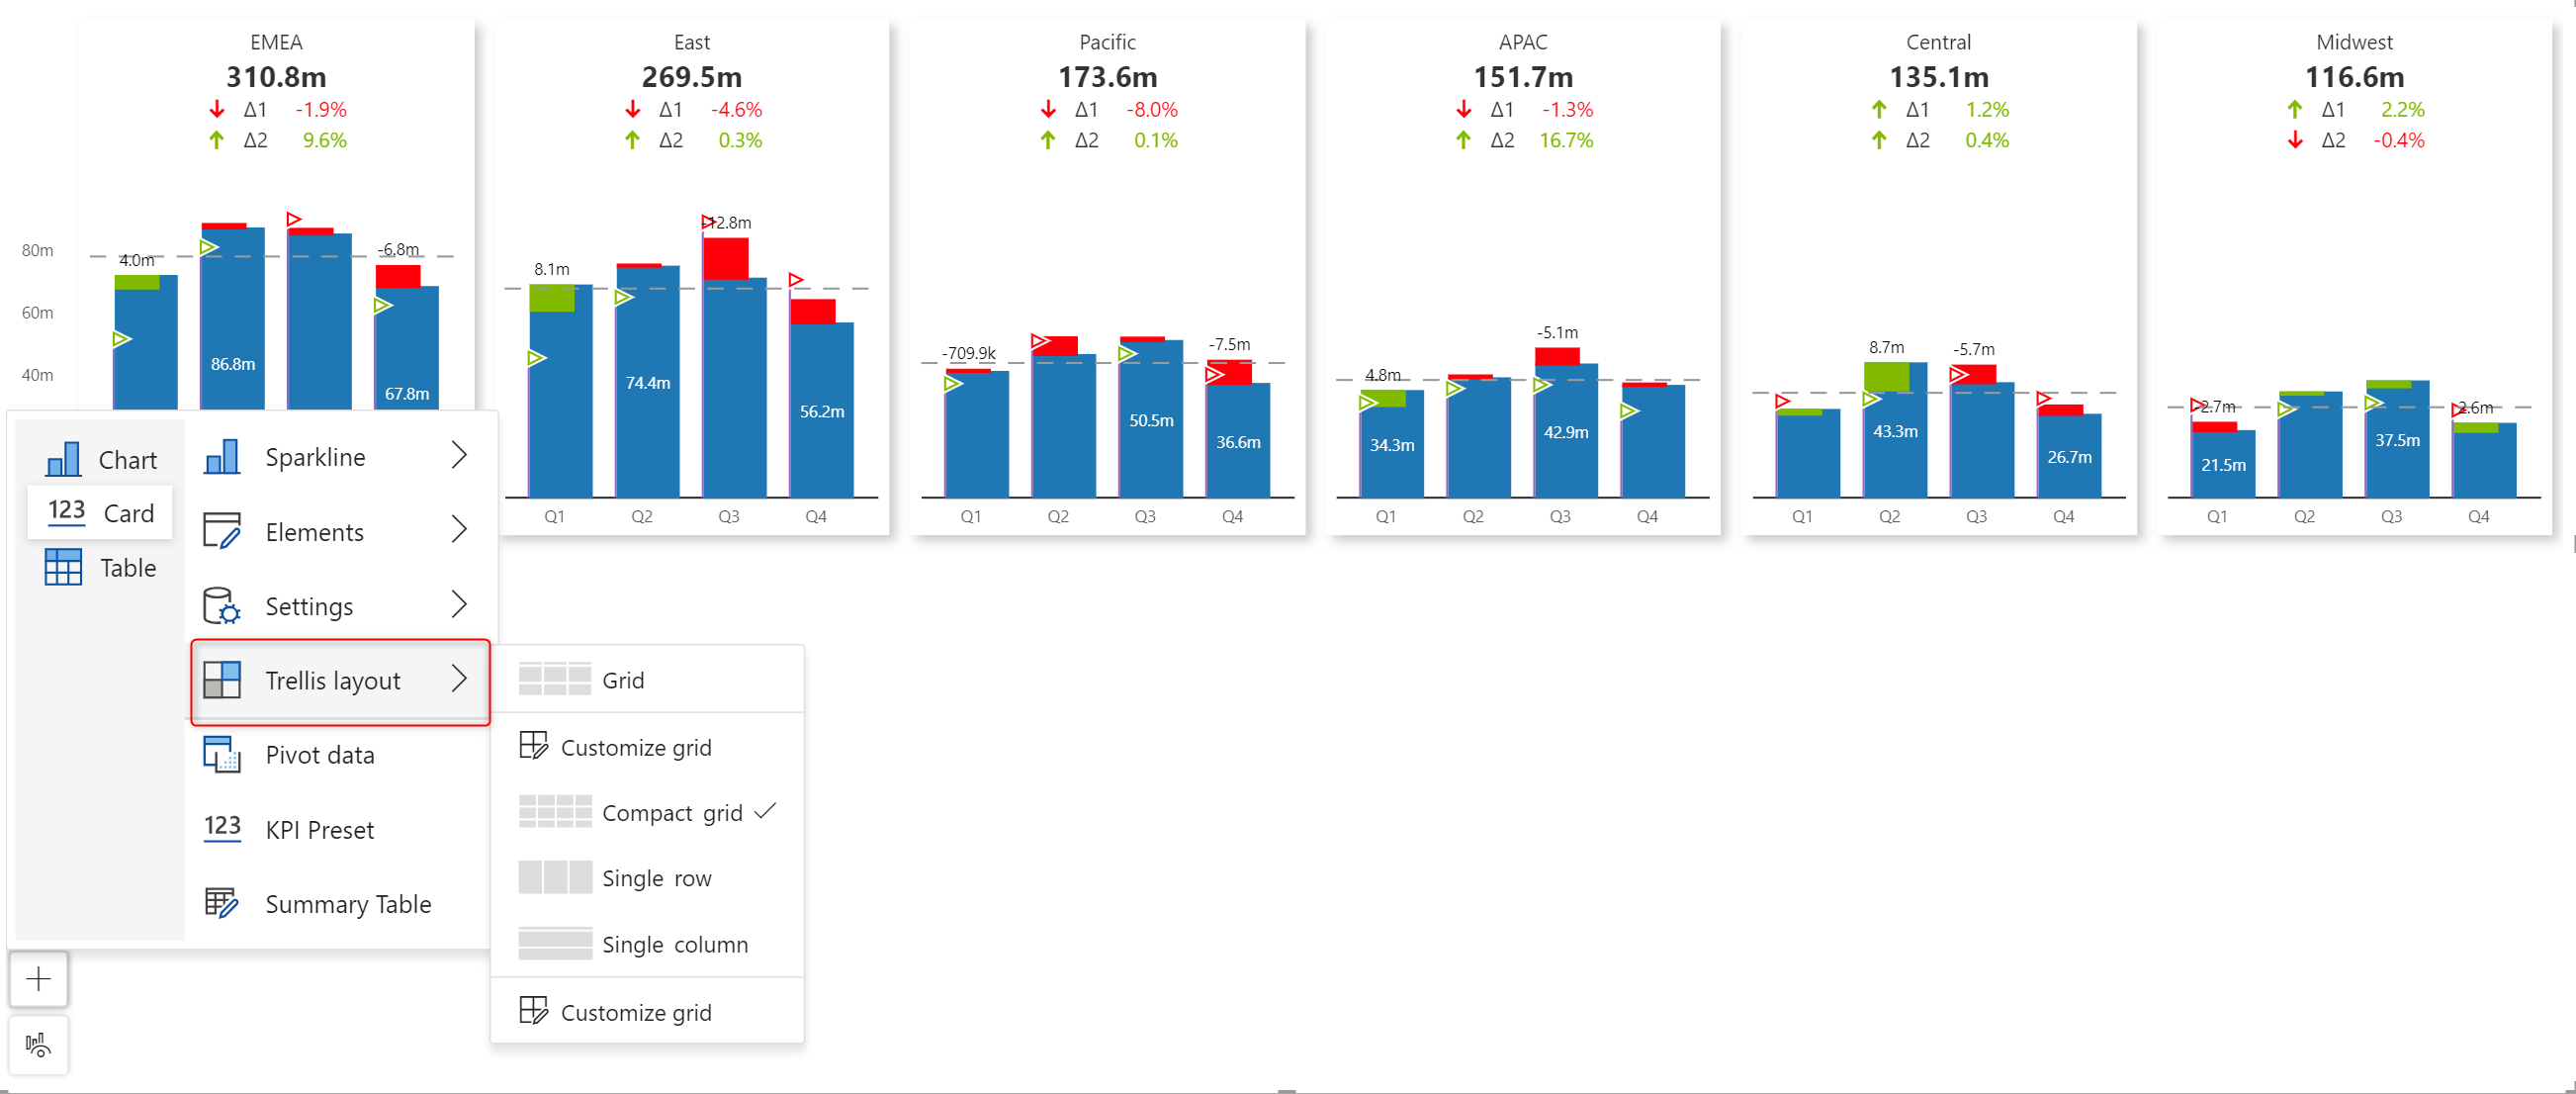 EMEA
310.8m
Δ1 -1.9%
Δ2 9.6%
East
269.5m
Δ1 -4.6%
Δ2 0.3%
Pacific
173.6m
Δ1 -8.0%
Δ2 0.1%
APAC
151.7m
Δ1 -1.3%
Δ2 16.7%
Central
135.1m
Δ1 1.2%
Δ2 0.4%
Midwest
116.6m
Δ1 2.2%
Δ2 -0.4%
80m
60m
40m
4.0m
-6.8m
86.8m
67.8m
8.1m
-12.8m
74.4m
56.2m
Q1 Q2 Q3 Q4
-709.9k
-7.5m
50.5m
36.6m
Q1 Q2 Q3 Q4
4.8m
-5.1m
34.3m
42.9m
Q1 Q2 Q3 Q4
8.7m
-5.7m
43.3m
26.7m
Q1 Q2 Q3 Q4
-2.7m
2.6m
21.5m
37.5m
Q1 Q2 Q3 Q4
Chart
123 Card
Table
Sparkline
Elements
Settings
Trellis layout
Pivot data
123 KPI Preset
Summary Table
Grid
Customize grid
Compact grid
Single row
Single column
Customize grid